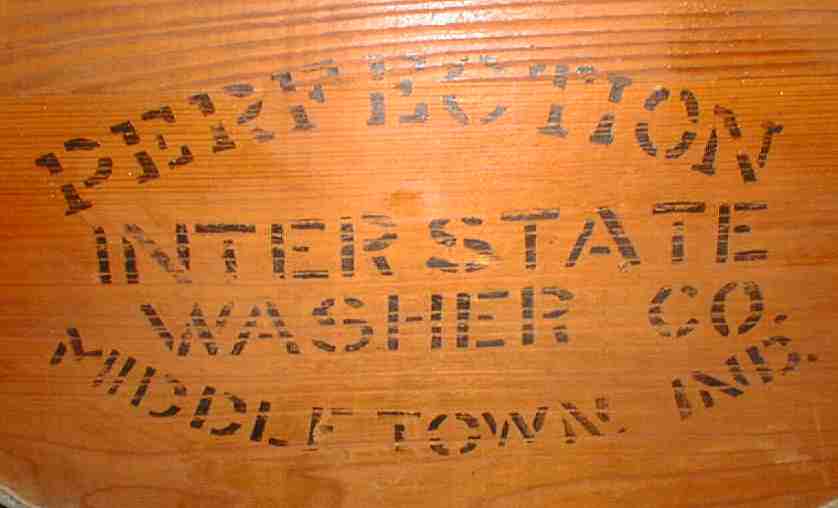 PERFECTION
INTER STATE
WASHER CO.
MIDDLETOWN. IND.